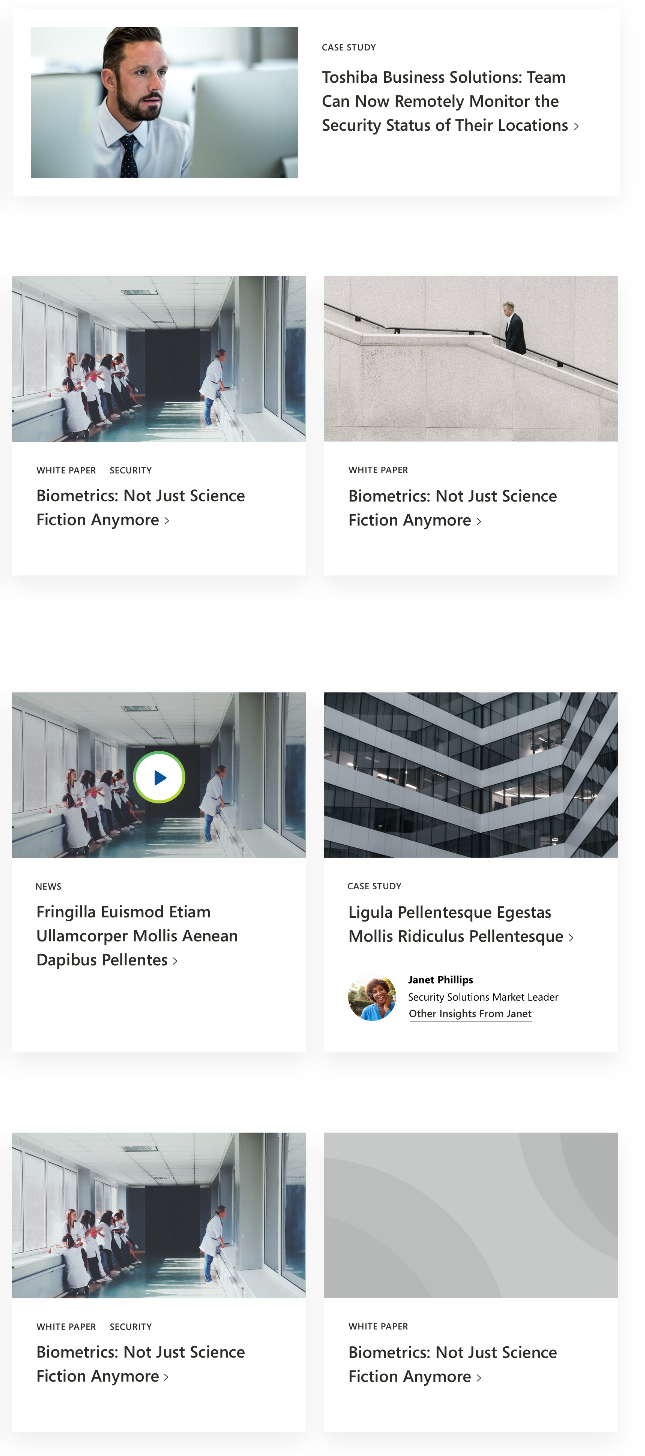 CASE STUDY
Toshiba Business Solutions: Team
Can Now Remotely Monitor the
Security Status of Their Locations >
WHITE PAPER SECURITY
Biometrics: Not Just Science
Fiction Anymore >
WHITE PAPER
Biometrics: Not Just Science
Fiction Anymore >
NEWS
Fringilla Euismod Etiam
Ullamcorper Mollis Aenean
Dapibus Pellentes >
CASE STUDY
Ligula Pellentesque Egestas
Mollis Ridiculus Pellentesque >
Janet Phillips
Security Solutions Market Leader
Other Insights From Janet
WHITE PAPER SECURITY
Biometrics: Not Just Science
Fiction Anymore >
WHITE PAPER
Biometrics: Not Just Science
Fiction Anymore >